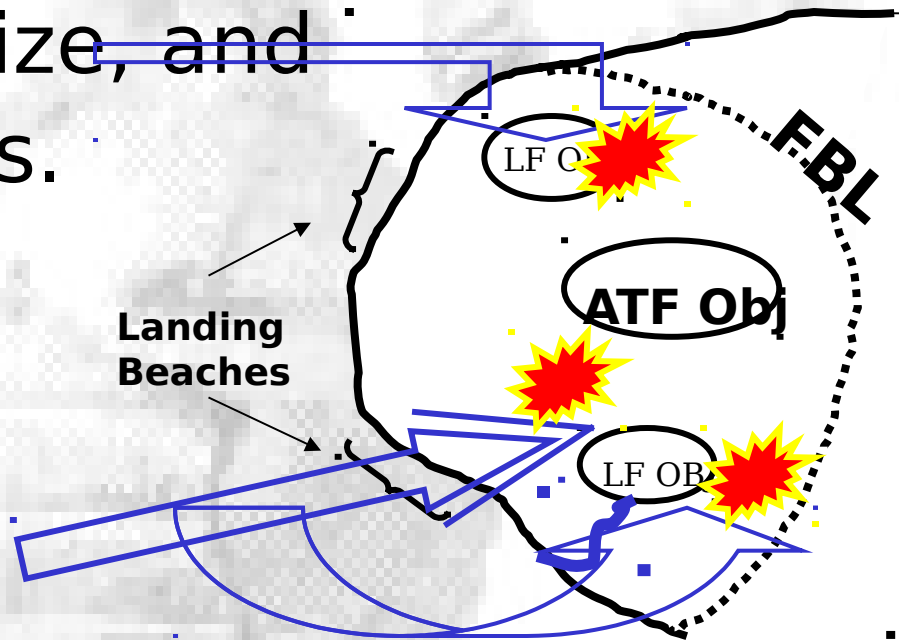 ize, and
s.
FBL
LF O
ATF Obj
Landing
Beaches
LF OB